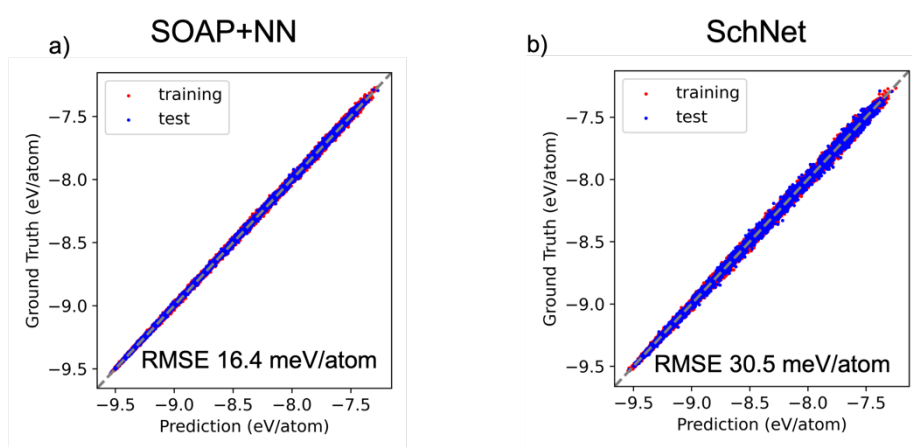 a)
SOAP+NN
training
test
−7.5
−8.0
−8.5
−9.0
−9.5
Ground Truth (eV/atom)
RMSE 16.4 meV/atom
−9.5 −9.0 −8.5 −8.0 −7.5
Prediction (eV/atom)
b)
SchNet
training
test
−7.5
−8.0
−8.5
−9.0
−9.5
Ground Truth (eV/atom)
RMSE 30.5 meV/atom
−9.5 −9.0 −8.5 −8.0 −7.5
Prediction (eV/atom)